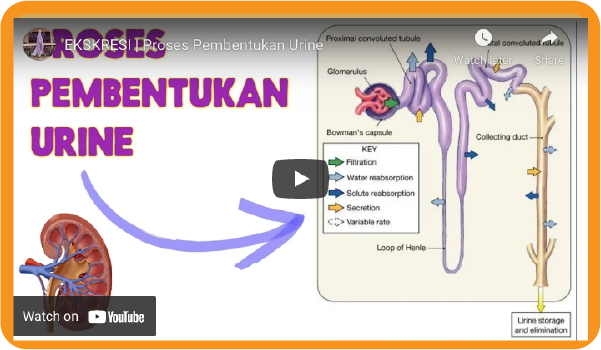 EKSKRESI | Proses Pembentukan Urine
PROSES
PEMBENTUKAN
URINE
Watch later
Share
Proximal convoluted tubule
convoluted tubule
Glomerulus
Bowman's capsule
Collecting duct
KEY
Filtration
Water reabsorption
Solute reabsorption
Secretion
Variable rate
Loop of Henle
Urine storage
and elimination
Watch on YouTube